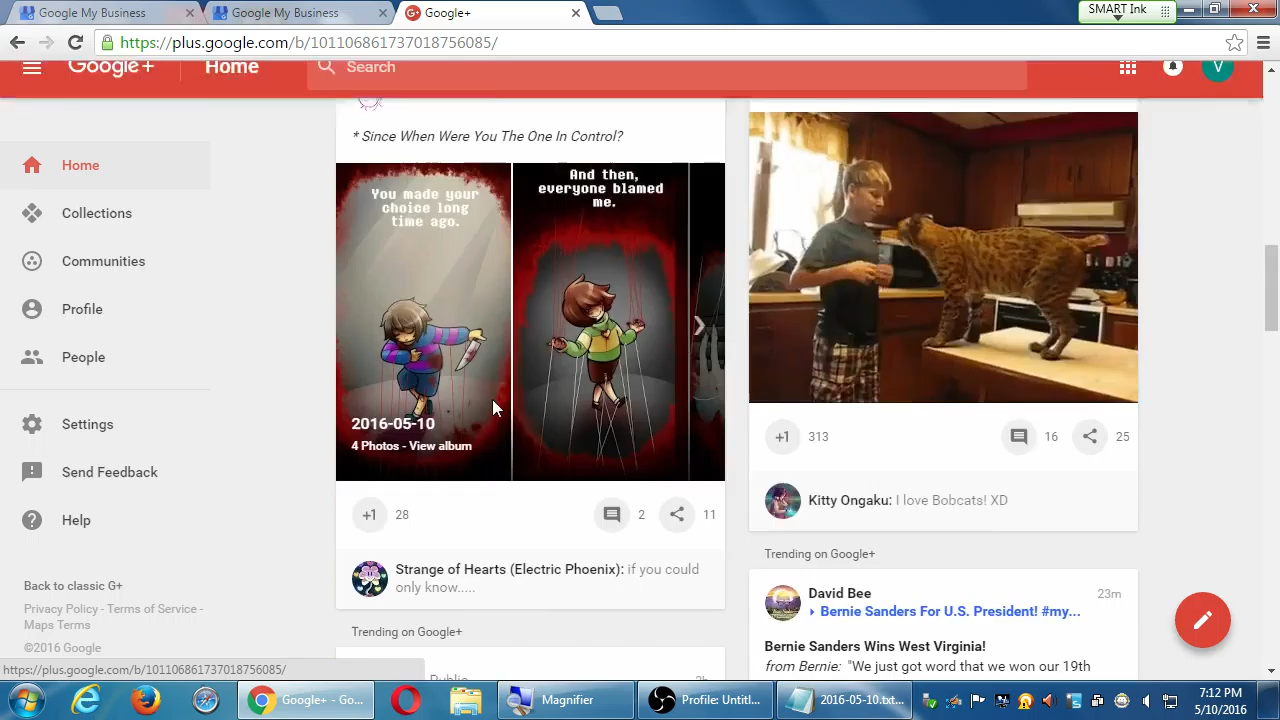 Google My Business
Google My Business
Google+
SMART Ink
https://plus.google.com/b/101106861737018756085/
Google+
Home
Search
V
Home
Collections
Communities
Profile
People
Settings
Send Feedback
Help
Back to classic G+
Privacy Policy - Terms of Service -
Maps Terms
©2016 Google
* Since When Were You The One In Control?
You made your
choice long
time ago.
And then,
everyone blamed
me.
2016-05-10
4 Photos - View album
+1
28
2
11
Strange of Hearts (Electric Phoenix): if you could
only know.....
Trending on Google+
Public
+1
313
16
25
Kitty Ongaku: I love Bobcats! XD
Trending on Google+
David Bee
23m
Bernie Sanders For U.S. President! #my...
Bernie Sanders Wins West Virginia!
from Bernie: "We just got word that we won our 19th
https://plus.google.com/b/101106861737018756085/
Google+ - Go...
Magnifier
Profile: Untitl...
2016-05-10.txt...
7:12 PM
5/10/2016